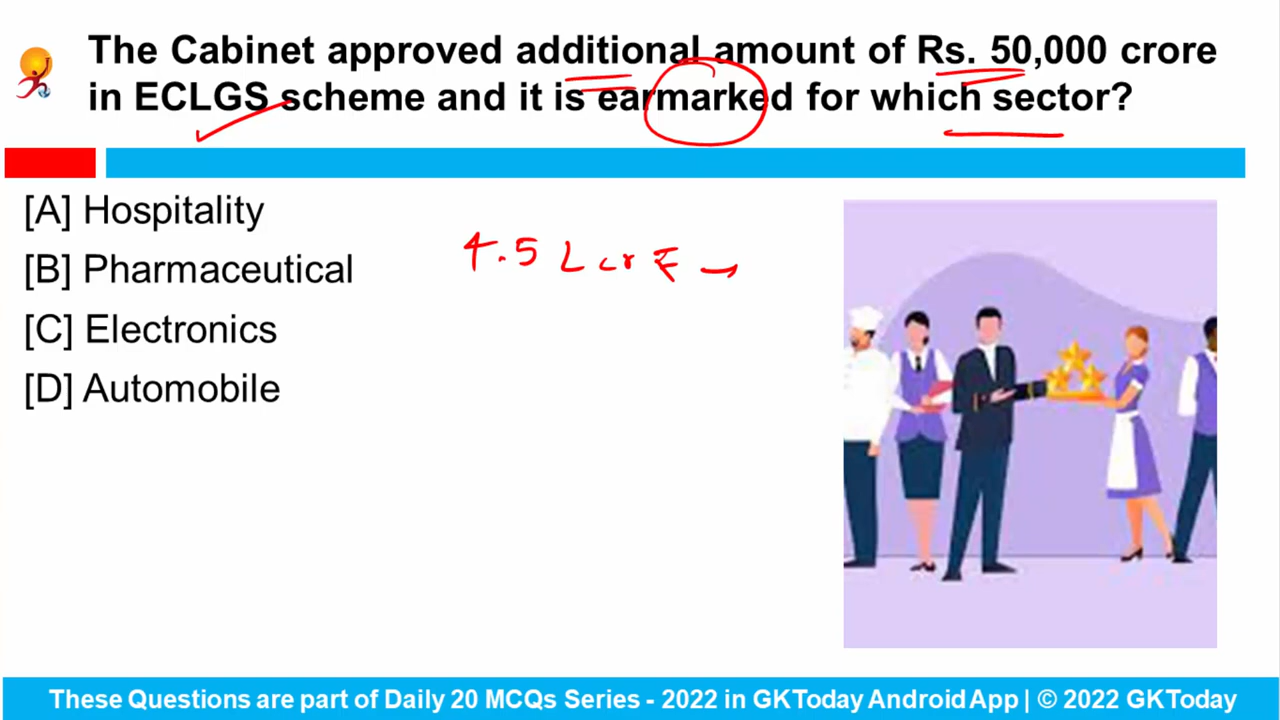 The Cabinet approved additional amount of Rs. 50,000 crore
in ECLGS scheme and it is earmarked for which sector?
[A] Hospitality
[B] Pharmaceutical
[C] Electronics
[D] Automobile
4.5 L cr ₹ →
These Questions are part of Daily 20 MCQs Series - 2022 in GKToday Android App | © 2022 GKToday